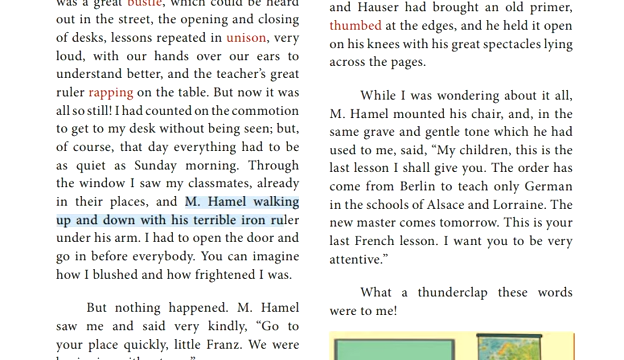 was a great bustle, which could be heard
out in the street, the opening and closing
of desks, lessons repeated in unison, very
loud, with our hands over our ears to
understand better, and the teacher's great
ruler rapping on the table. But now it was
all so still! I had counted on the commotion
to get to my desk without being seen; but,
of course, that day everything had to be
as quiet as Sunday morning. Through
the window I saw my classmates, already
in their places, and M. Hamel walking
up and down with his terrible iron ruler
under his arm. I had to open the door and
go in before everybody. You can imagine
how I blushed and how frightened I was.
But nothing happened. M. Hamel
saw me and said very kindly, “Go to
your place quickly, little Franz. We were
and Hauser had brought an old primer,
thumbed at the edges, and he held it open
on his knees with his great spectacles lying
across the pages.
While I was wondering about it all,
M. Hamel mounted his chair, and, in the
same grave and gentle tone which he had
used to me, said, “My children, this is the
last lesson I shall give you. The order has
come from Berlin to teach only German
in the schools of Alsace and Lorraine. The
new master comes tomorrow. This is your
last French lesson. I want you to be very
attentive.”
What a thunderclap these words
were to me!